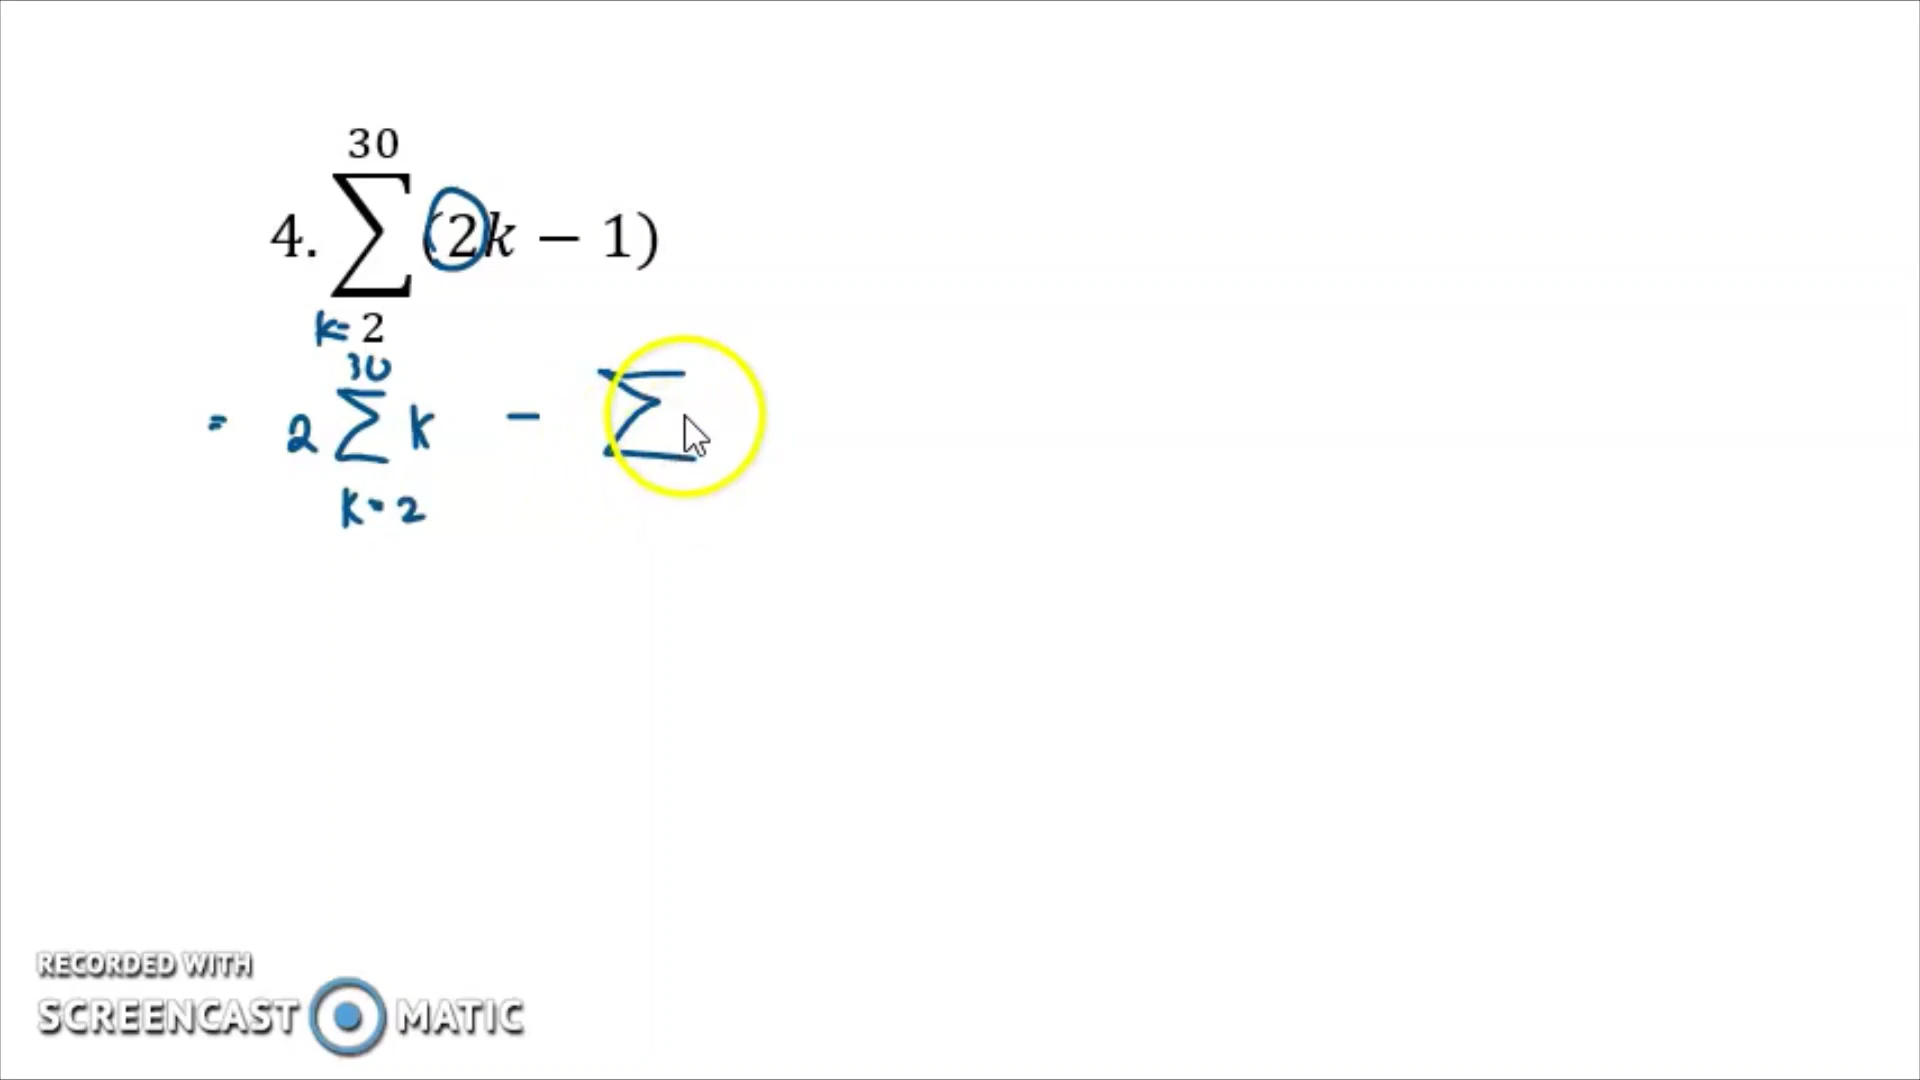 30
4. ∑ (2k − 1)
k= 2
30
= 2 ∑ k − ∑
k = 2
RECORDED WITH
SCREENCAST MATIC